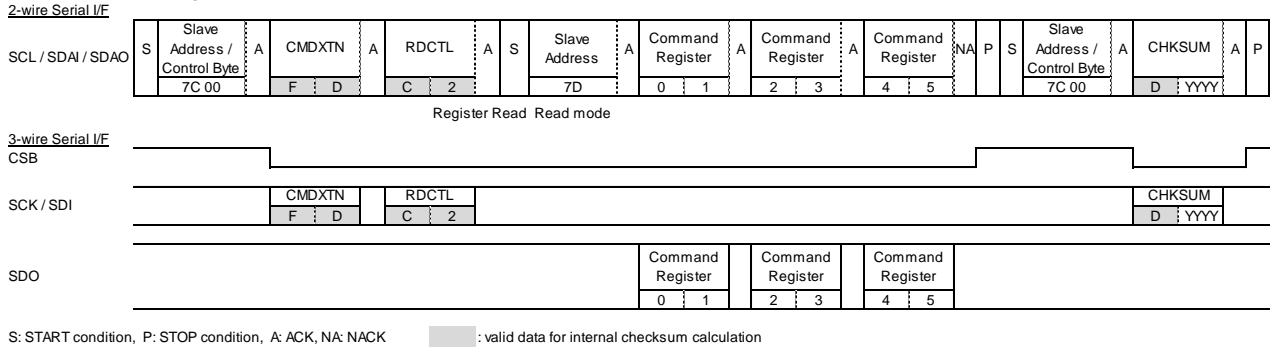 2-wire Serial I/F
SCL / SDAI / SDAO
S
Slave
Address /
Control Byte
7C 00
A
CMDXTN
F D
A
RDCTL
C 2
A
S
Slave
Address
7D
A
Command
Register
0 1
A
Command
Register
2 3
A
Command
Register
4 5
NA
P
S
Slave
Address /
Control Byte
7C 00
A
CHKSUM
D YYYY
A
P
Register Read Read mode
3-wire Serial I/F
CSB
SCK / SDI
CMDXTN
F D
RDCTL
C 2
CHKSUM
D YYYY
SDO
Command
Register
0 1
Command
Register
2 3
Command
Register
4 5
S: START condition, P: STOP condition, A: ACK, NA: NACK
: valid data for internal checksum calculation